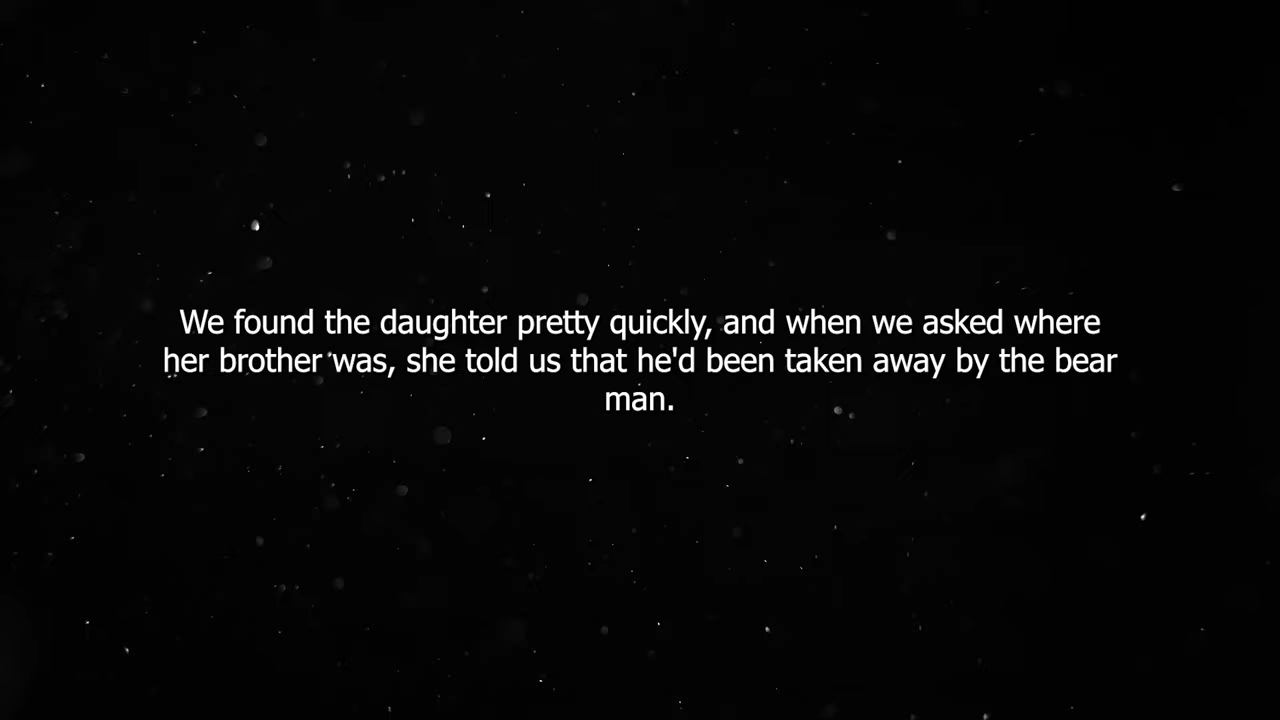 We found the daughter pretty quickly, and when we asked where
her brother was, she told us that he'd been taken away by the bear
man.